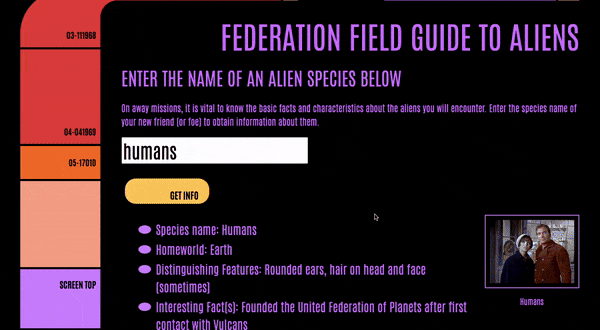 FEDERATION FIELD GUIDE TO ALIENS
03-111968
ENTER THE NAME OF AN ALIEN SPECIES BELOW
On away missions, it is vital to know the basic facts and characteristics about the aliens you will encounter. Enter the species name of
your new friend (or foe) to obtain information about them.
04-041969
humans
05-1701D
GET INFO
Species name: Humans
Homeworld: Earth
Distinguishing Features: Rounded ears, hair on head and face
(sometimes)
SCREEN TOP
Humans
Interesting Fact(s): Founded the United Federation of Planets after first
contact with Vulcans